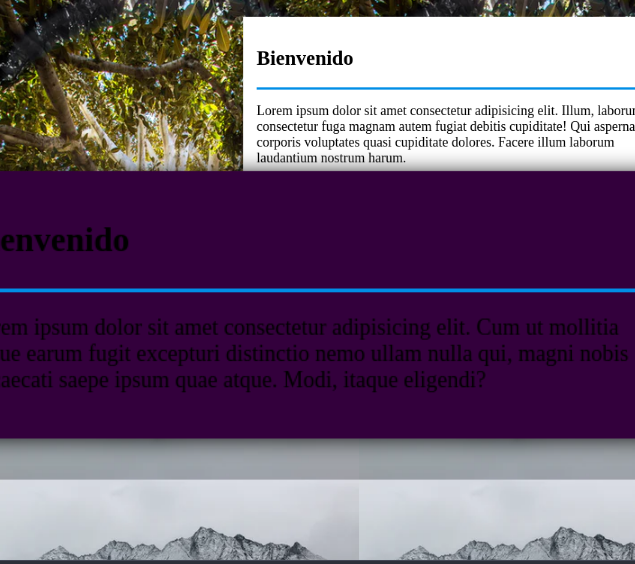 Bienvenido
Lorem ipsum dolor sit amet consectetur adipisicing elit. Illum,
consectetur fuga magnam autem fugiat debitis cupiditate! Qui
corporis voluptates quasi cupiditate dolores. Facere illum laborum
laudantium nostrum harum.
envenido
em ipsum dolor sit amet consectetur adipisicing elit. Cum ut mollitia
ue earum fugit excepturi distinctio nemo ullam nulla qui, magni nobis
aecati saepe ipsum quae atque. Modi, itaque eligendi?